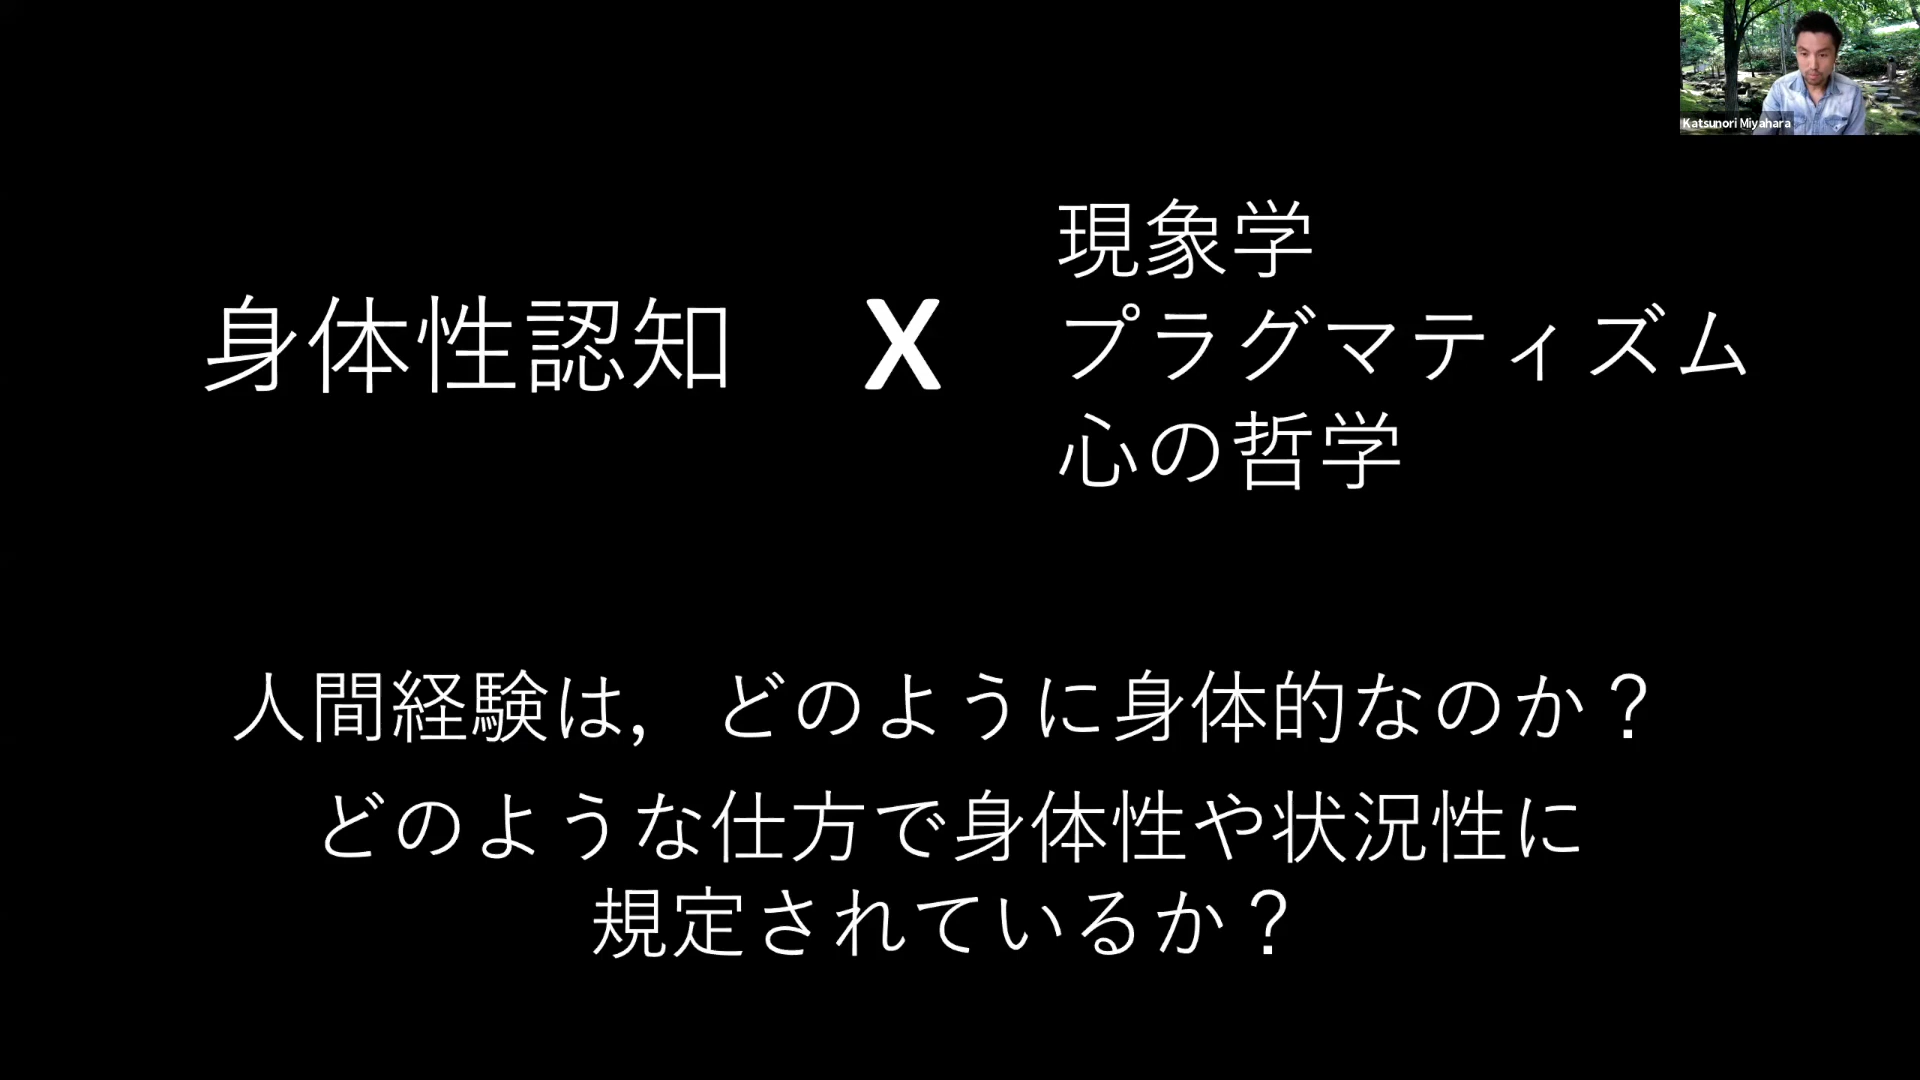 Katsunori Miyahara
現象学
身体性認知 X プラグマティズム
心の哲学
人間経験は，どのように身体的なのか？
どのような仕方で身体性や状況性に
規定されているか？